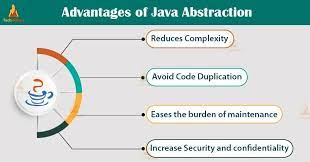 Advantages of Java Abstraction
Reduces Complexity
Avoid Code Duplication
Eases the burden of maintenance
Increase Security and confidentiality